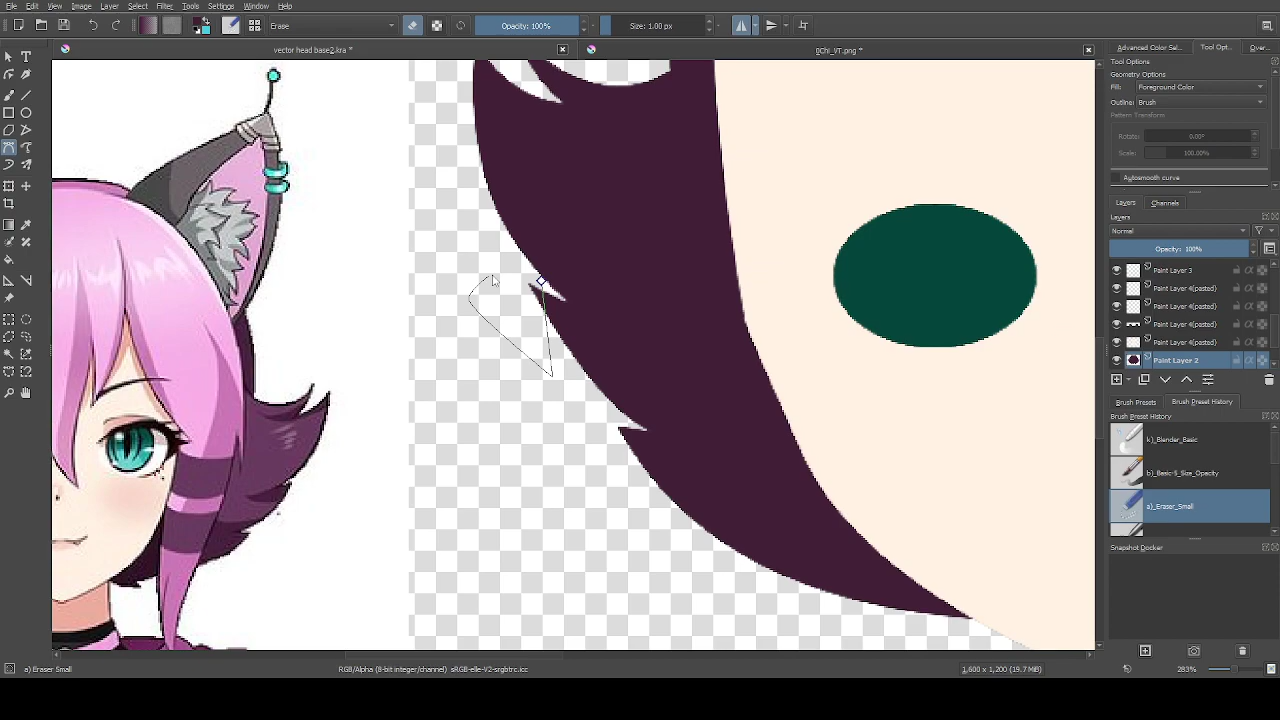 File Edit View Image Layer Select Filter Tools Settings Window Help
Erase Opacity: 100% Size: 1.00 px
vector head base2.kra * 0Chi_VT.png *
Advanced Color Sel... Tool Opt... Over...
Tool Options
Geometry Options
Fill: Foreground Color
Outline: Brush
Pattern Transform
Rotate: 0.00°
Scale: 100.00%
Autosmooth curve
Layers Channels
Layers
Normal
Opacity: 100%
Paint Layer 3
Paint Layer 4(pasted)
Paint Layer 4(pasted)
Paint Layer 4(pasted)
Paint Layer 4(pasted)
Paint Layer 2
Brush Presets Brush Preset History
Brush Preset History
k)_Blender_Basic
b)_Basic-5_Size_Opacity
a)_Eraser_Small
Snapshot Docker
a) Eraser Small RGB/Alpha (8-bit integer/channel) sRGB-elle-V2-srgbtrc.icc 1,600 x 1,200 (19.7 MiB) 283%